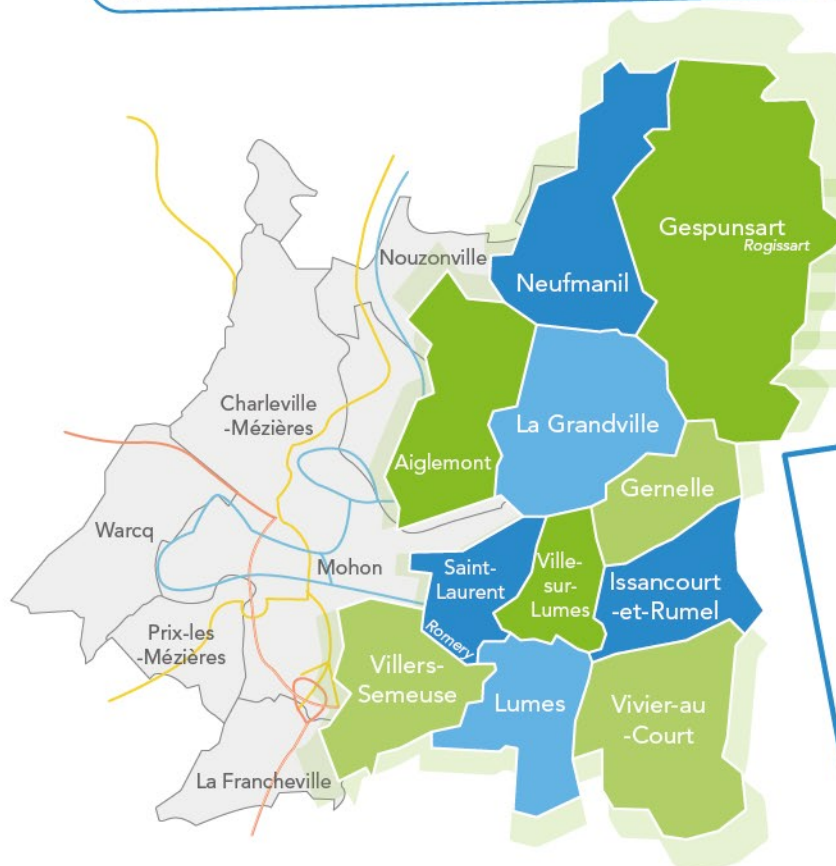 Gespunsart
Rogissart
Nouzonville
Neufmanil
Charleville
-Mézières
La Grandville
Aiglemont
Gernelle
Warcq
Mohon
Saint-
Laurent
Romery
Ville-
sur-
Lumes
Issancourt
-et-Rumel
Prix-les
-Mézières
Villers-
Semeuse
Lumes
Vivier-au
-Court
La Francheville